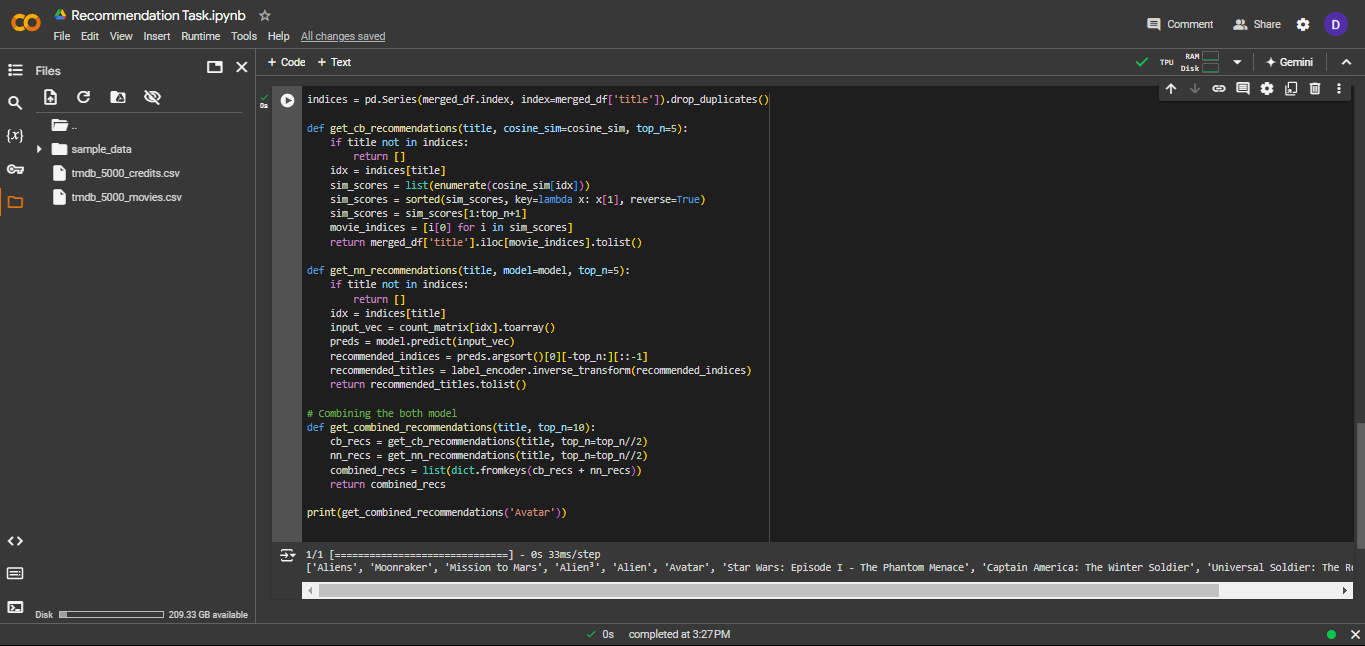 Recommendation Task.ipynb
File Edit View Insert Runtime Tools Help All changes saved
Comment Share D
Files
+ Code + Text
TPU RAM Disk Gemini
..
sample_data
tmdb_5000_credits.csv
tmdb_5000_movies.csv
{x}
0s
indices = pd.Series(merged_df.index, index=merged_df['title']).drop_duplicates()
def get_cb_recommendations(title, cosine_sim=cosine_sim, top_n=5):
    if title not in indices:
        return []
    idx = indices[title]
    sim_scores = list(enumerate(cosine_sim[idx]))
    sim_scores = sorted(sim_scores, key=lambda x: x[1], reverse=True)
    sim_scores = sim_scores[1:top_n+1]
    movie_indices = [i[0] for i in sim_scores]
    return merged_df['title'].iloc[movie_indices].tolist()
def get_nn_recommendations(title, model=model, top_n=5):
    if title not in indices:
        return []
    idx = indices[title]
    input_vec = count_matrix[idx].toarray()
    preds = model.predict(input_vec)
    recommended_indices = preds.argsort()[0][-top_n:][::-1]
    recommended_titles = label_encoder.inverse_transform(recommended_indices)
    return recommended_titles.tolist()
# Combining the both model
def get_combined_recommendations(title, top_n=10):
    cb_recs = get_cb_recommendations(title, top_n=top_n//2)
    nn_recs = get_nn_recommendations(title, top_n=top_n//2)
    combined_recs = list(dict.fromkeys(cb_recs + nn_recs))
    return combined_recs
print(get_combined_recommendations('Avatar'))
1/1 [==============================] - 0s 33ms/step
['Aliens', 'Moonraker', 'Mission to Mars', 'Alien³', 'Alien', 'Avatar', 'Star Wars: Episode I - The Phantom Menace', 'Captain America: The Winter Soldier', 'Universal Soldier: The Re
Disk 209.33 GB available
0s completed at 3:27 PM